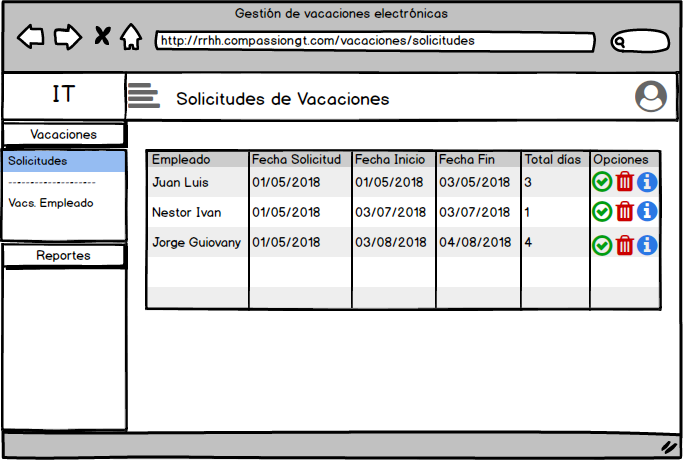 Gestión de vacaciones electrónicas
http://rrhh.compassiongt.com/vacaciones/solicitudes
IT
Solicitudes de Vacaciones
Vacaciones
Solicitudes
--------------------
Vacs. Empleado
Reportes
Empleado Fecha Solicitud Fecha Inicio Fecha Fin Total días Opciones
Juan Luis 01/05/2018 01/05/2018 03/05/2018 3
Nestor Ivan 01/05/2018 03/07/2018 03/07/2018 1
Jorge Guiovany 01/05/2018 03/08/2018 04/08/2018 4